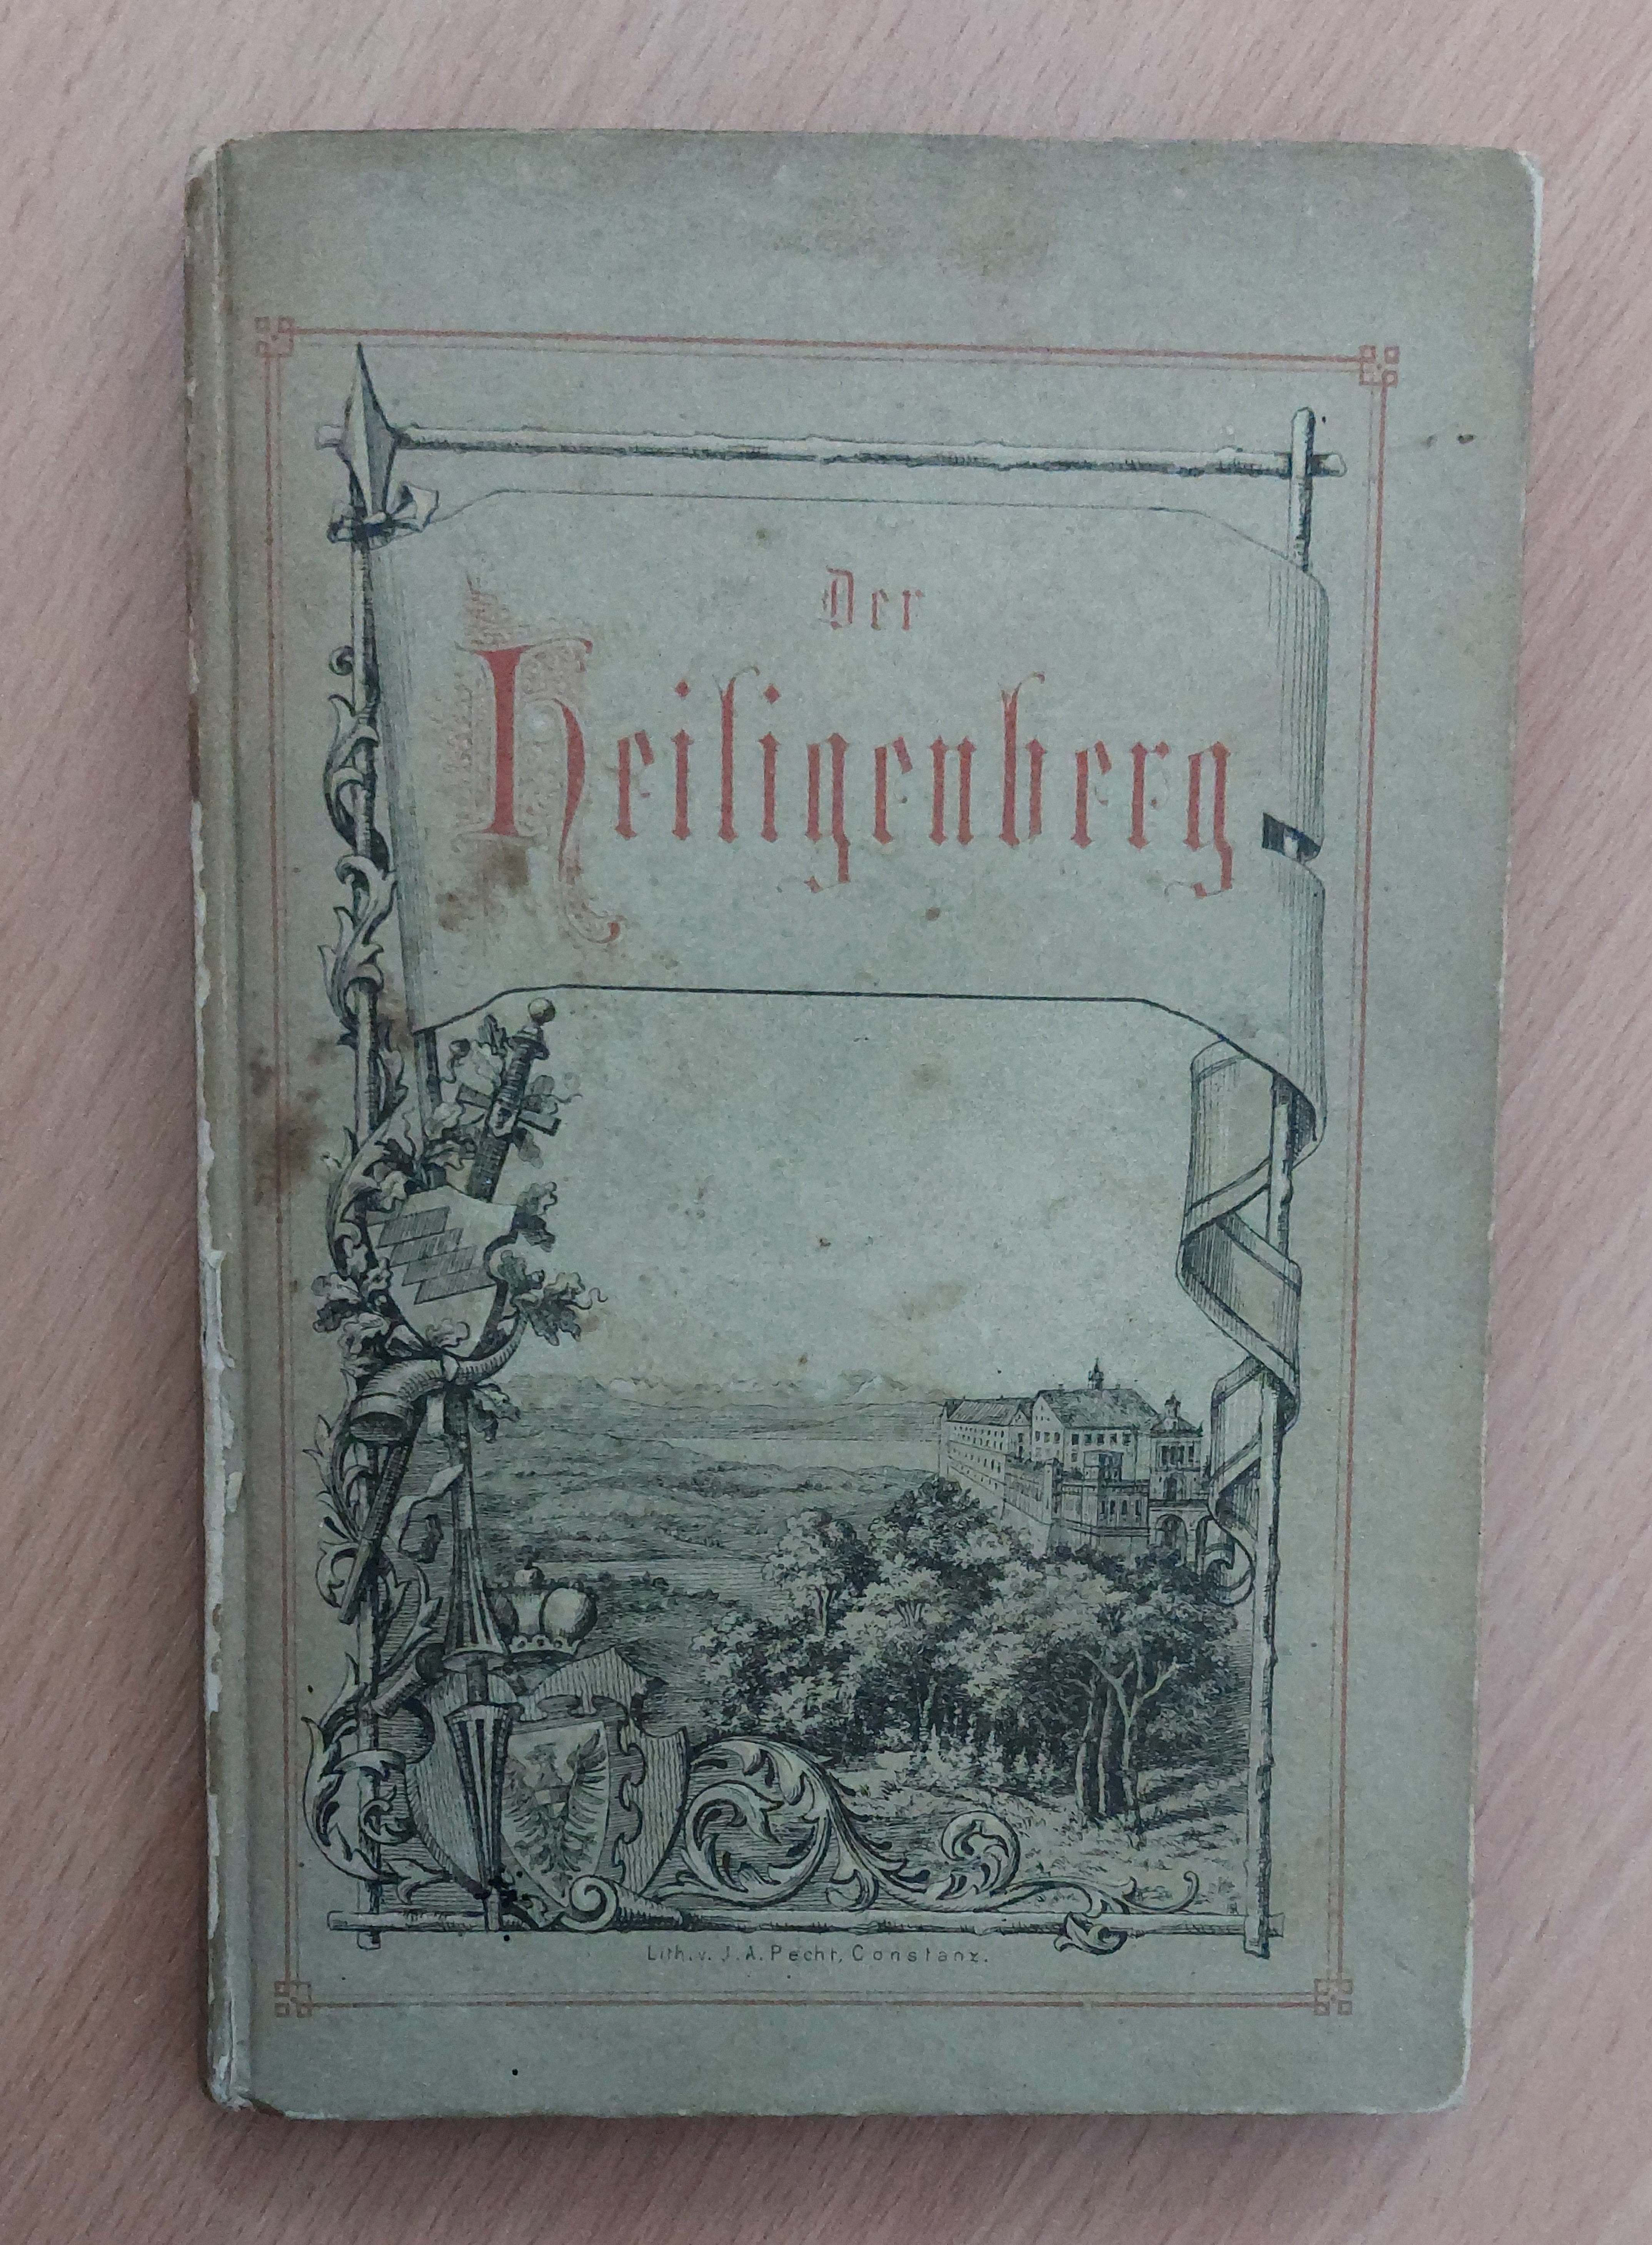 Der
Heiligenberg
Lith. v. J. A. Pecht, Constanz.